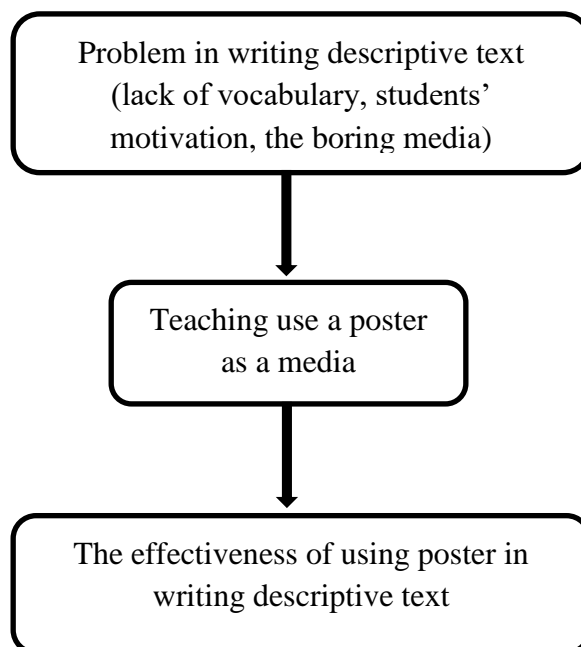 Problem in writing descriptive text
(lack of vocabulary, students’
motivation, the boring media)
Teaching use a poster
as a media
The effectiveness of using poster in
writing descriptive text